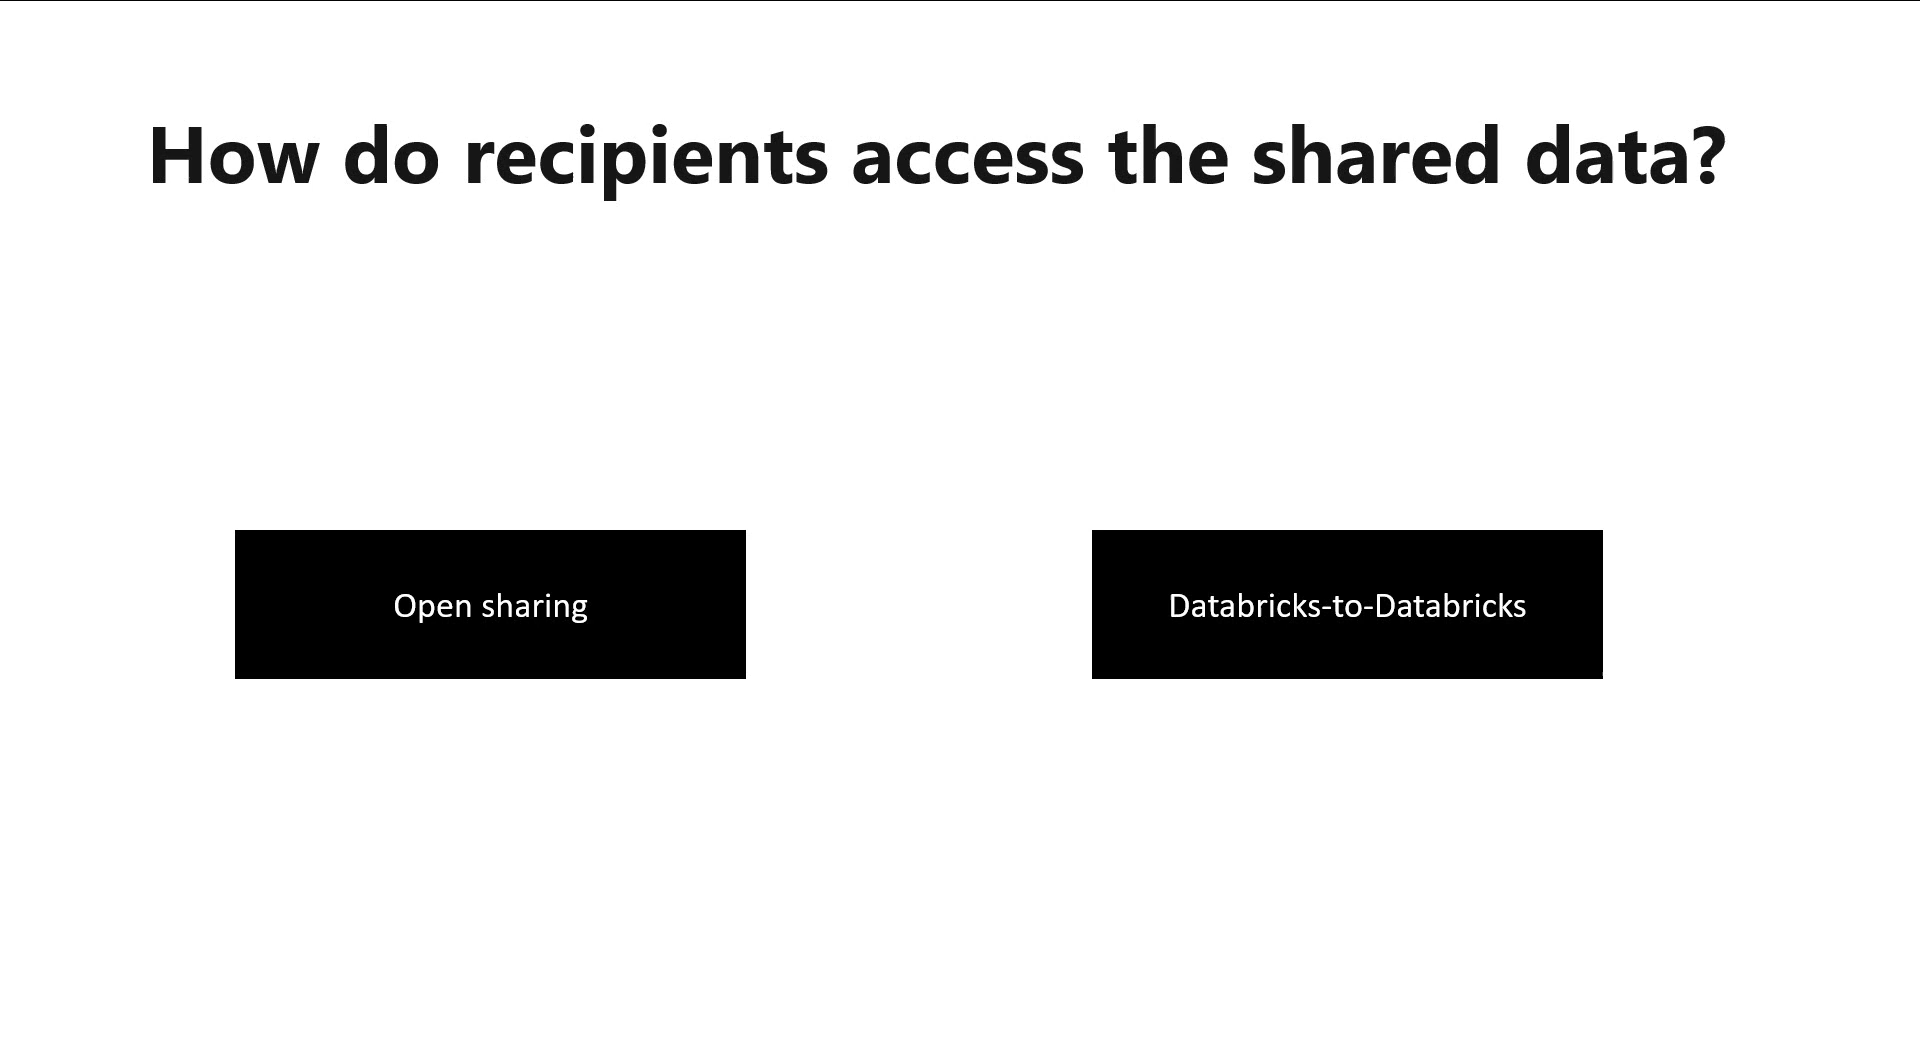 How do recipients access the shared data?
Open sharing
Databricks-to-Databricks